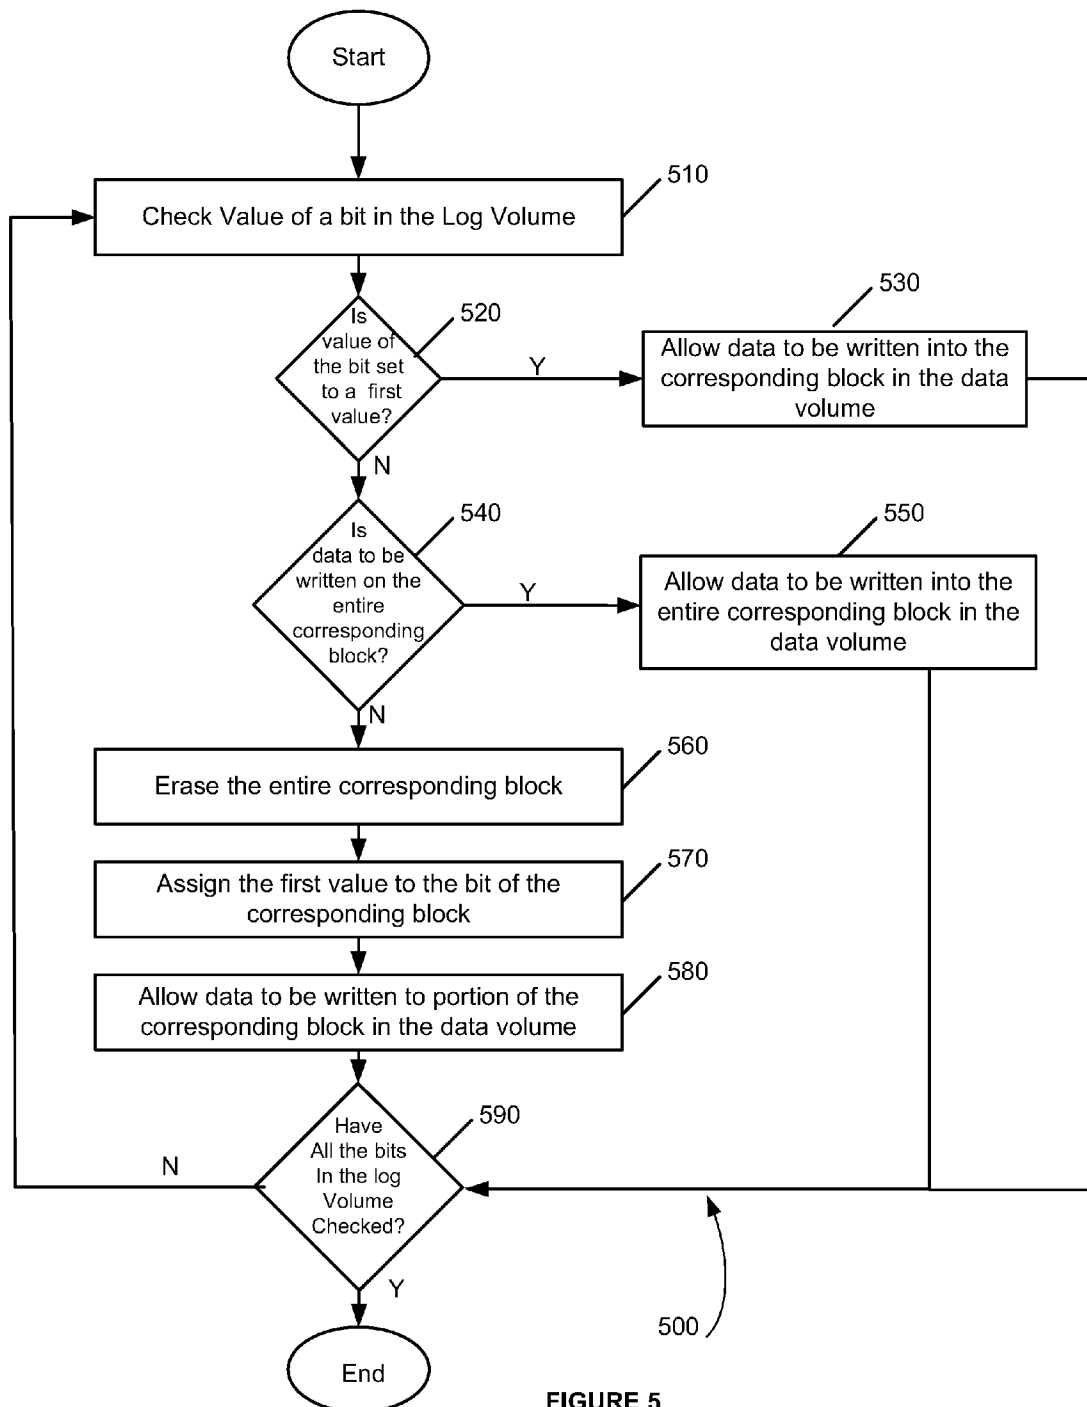 Start
510
Check Value of a bit in the Log Volume
530
520
Is
value of
the bit set
to a first
value?
Y
Allow data to be written into the
corresponding block in the data
volume
N
540
550
Is
data to be
written on the
entire
corresponding
block?
Y
Allow data to be written into the
entire corresponding block in the
data volume
N
560
Erase the entire corresponding block
570
Assign the first value to the bit of the
corresponding block
580
Allow data to be written to portion of the
corresponding block in the data volume
590
Have
All the bits
In the log
Volume
Checked?
N
Y
500
End
FIGURE 5